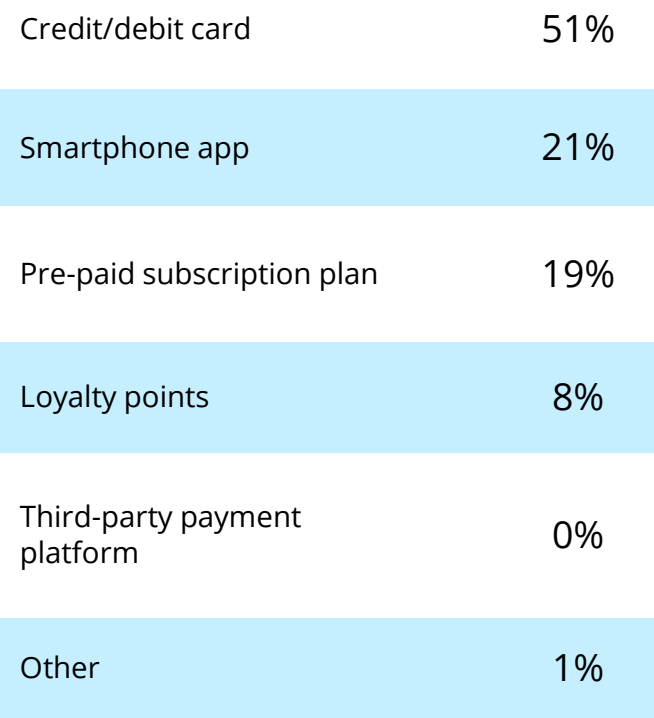 Credit/debit card 51%
Smartphone app 21%
Pre-paid subscription plan 19%
Loyalty points 8%
Third-party payment
platform 0%
Other 1%